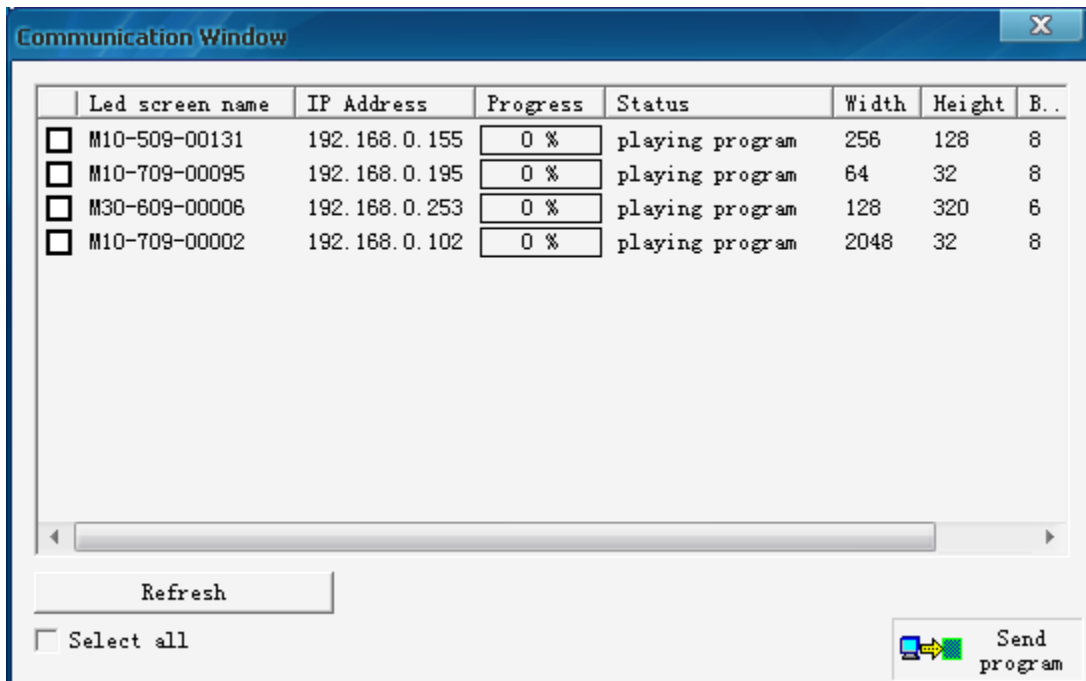 Communication Window
Led screen name IP Address Progress Status Width Height B..
M10-509-00131 192.168.0.155 0 % playing program 256 128 8
M10-709-00095 192.168.0.195 0 % playing program 64 32 8
M30-609-00006 192.168.0.253 0 % playing program 128 320 6
M10-709-00002 192.168.0.102 0 % playing program 2048 32 8
Refresh
Select all
Send
program